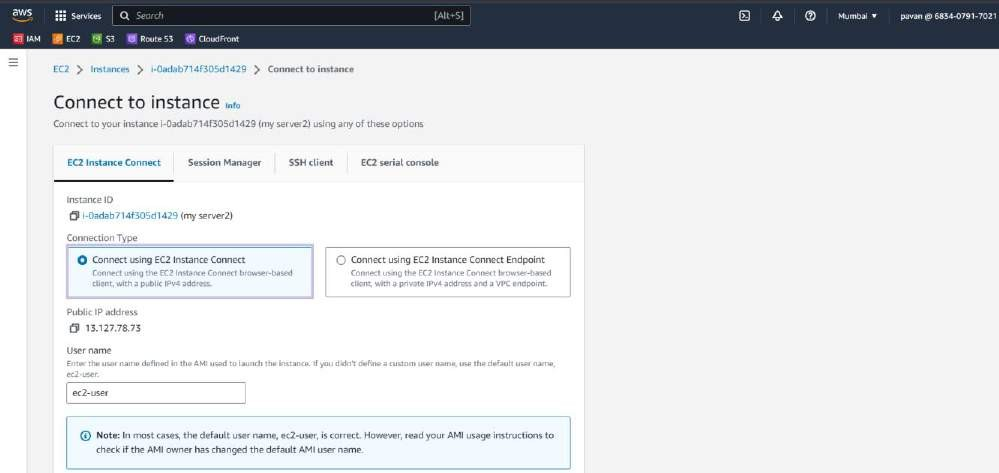 aws
Services
Search
[Alt+S]
Mumbai
pavan @ 6834-0791-7021
IAM
EC2
S3
Route 53
CloudFront
EC2 > Instances > i-0adab714f305d1429 > Connect to instance
Connect to instance Info
Connect to your instance i-0adab714f305d1429 (my server2) using any of these options
EC2 Instance Connect
Session Manager
SSH client
EC2 serial console
Instance ID
i-0adab714f305d1429 (my server2)
Connection Type
Connect using EC2 Instance Connect
Connect using the EC2 Instance Connect browser-based
client, with a public IPv4 address.
Connect using EC2 Instance Connect Endpoint
Connect using the EC2 Instance Connect browser-based
client, with a private IPv4 address and a VPC endpoint.
Public IP address
13.127.78.73
User name
Enter the user name defined in the AMI used to launch the instance. If you didn't define a custom user name, use the default user name,
ec2-user.
ec2-user
Note: In most cases, the default user name, ec2-user, is correct. However, read your AMI usage instructions to
check if the AMI owner has changed the default AMI user name.